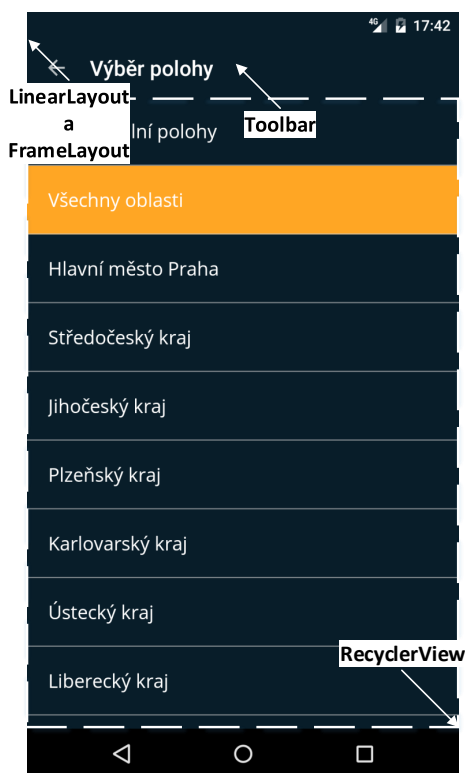 4G 17:42
Výběr polohy
LinearLayout
a
FrameLayout
Toolbar
lní polohy
Všechny oblasti
Hlavní město Praha
Středočeský kraj
Jihočeský kraj
Plzeňský kraj
Karlovarský kraj
Ústecký kraj
RecyclerView
Liberecký kraj